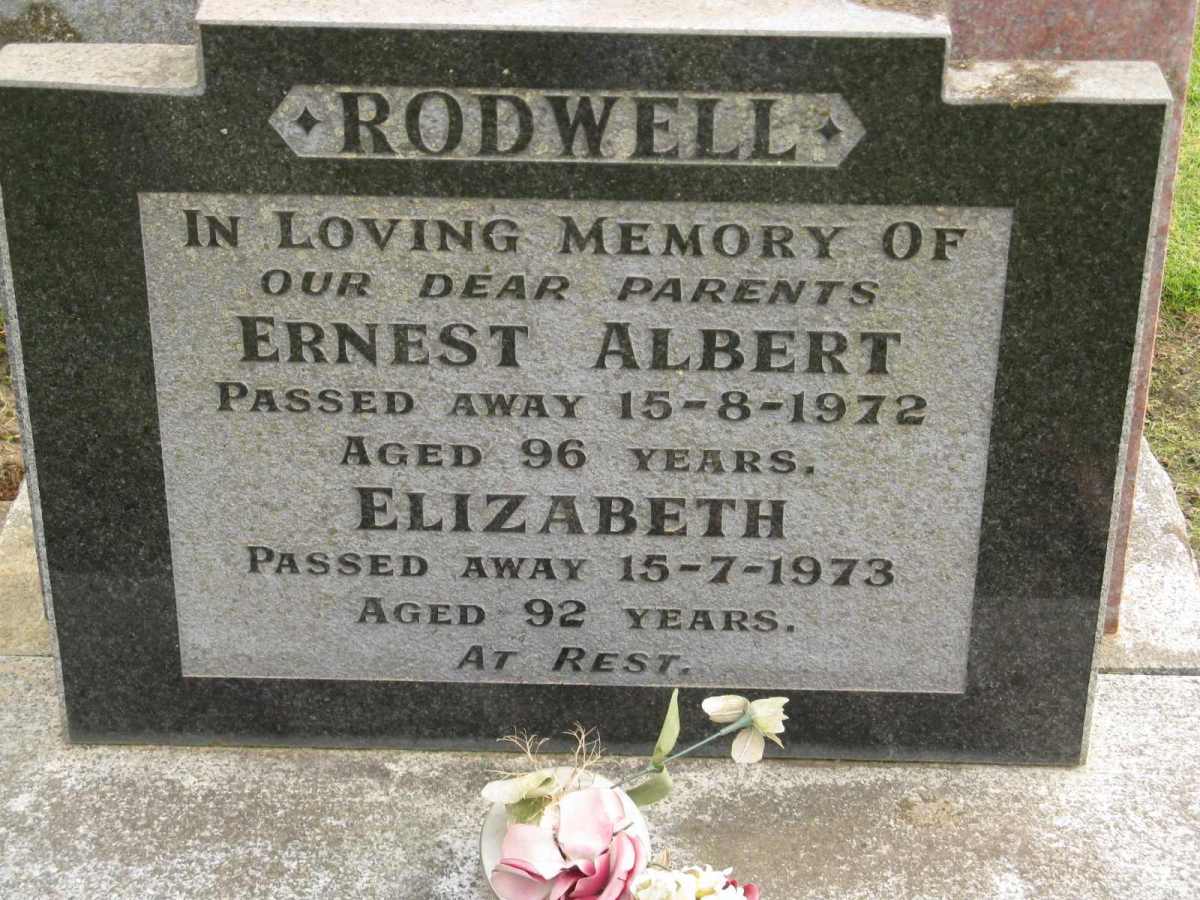 RODWELL
IN LOVING MEMORY OF
OUR DEAR PARENTS
ERNEST ALBERT
PASSED AWAY 15-8-1972
AGED 96 YEARS.
ELIZABETH
PASSED AWAY 15-7-1973
AGED 92 YEARS.
AT REST.